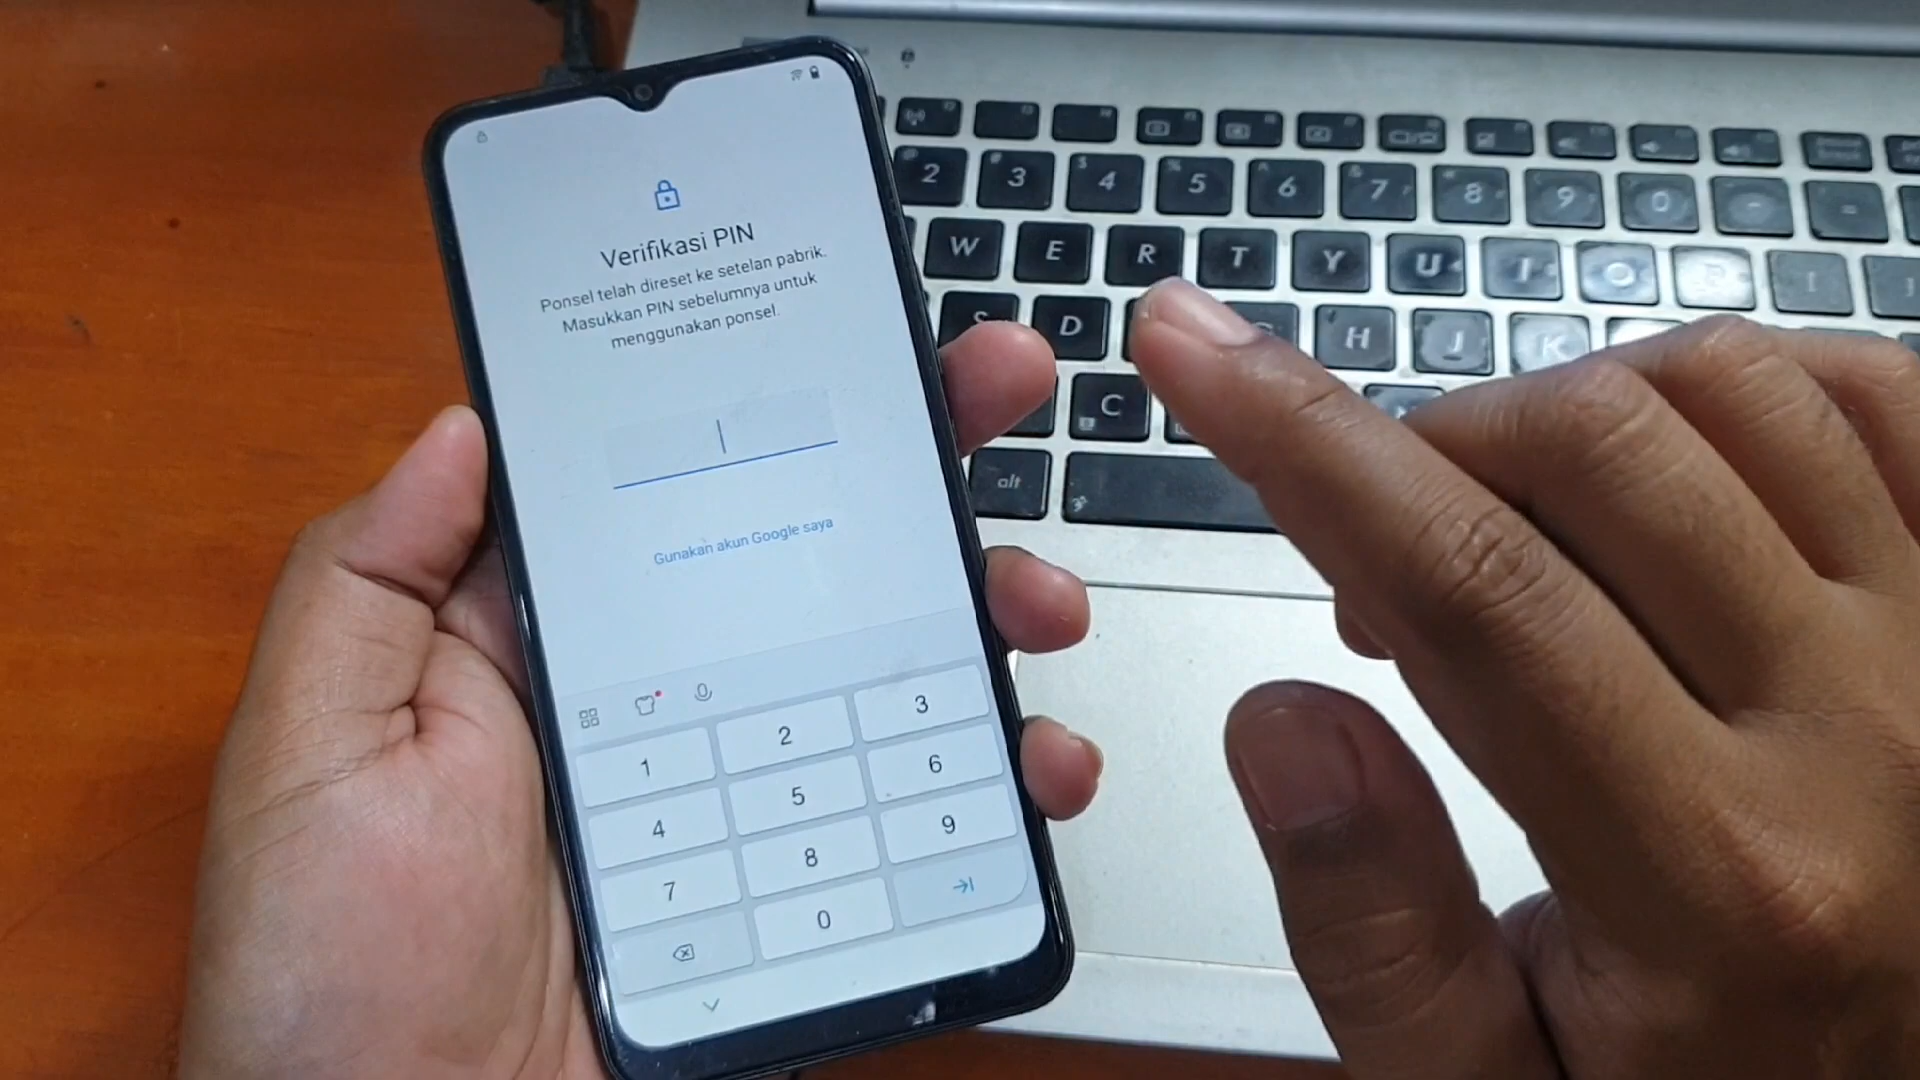 Verifikasi PIN
Ponsel telah direset ke setelan pabrik.
Masukkan PIN sebelumnya untuk
menggunakan ponsel.
Gunakan akun Google saya
1 2 3
4 5 6
7 8 9
0
2 3 4 5 6 7 8 9 0 - =
W E R T Y U I O P [ ]
S D G H J K
C
alt